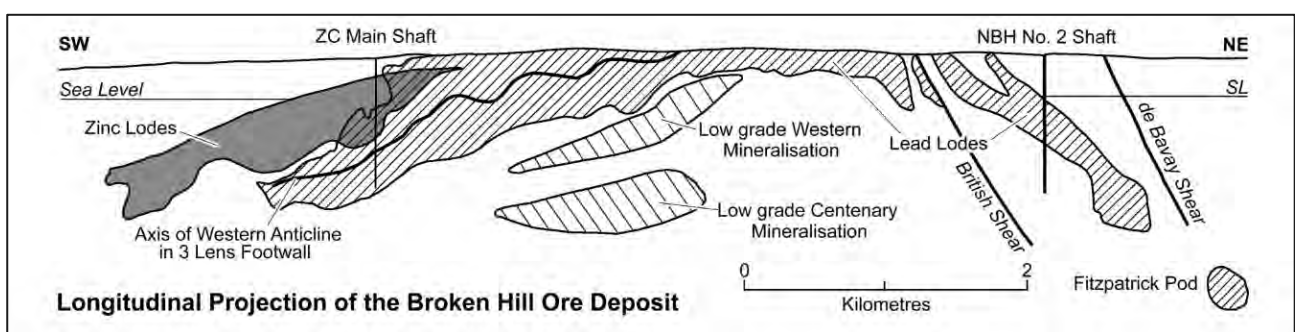 SW
ZC Main Shaft
NBH No. 2 Shaft
NE
Sea Level
SL
Zinc Lodes
Low grade Western
Mineralisation
Lead Lodes
de Bavay Shear
British Shear
Low grade Centenary
Mineralisation
Axis of Western Anticline
in 3 Lens Footwall
0
2
Kilometres
Fitzpatrick Pod
Longitudinal Projection of the Broken Hill Ore Deposit